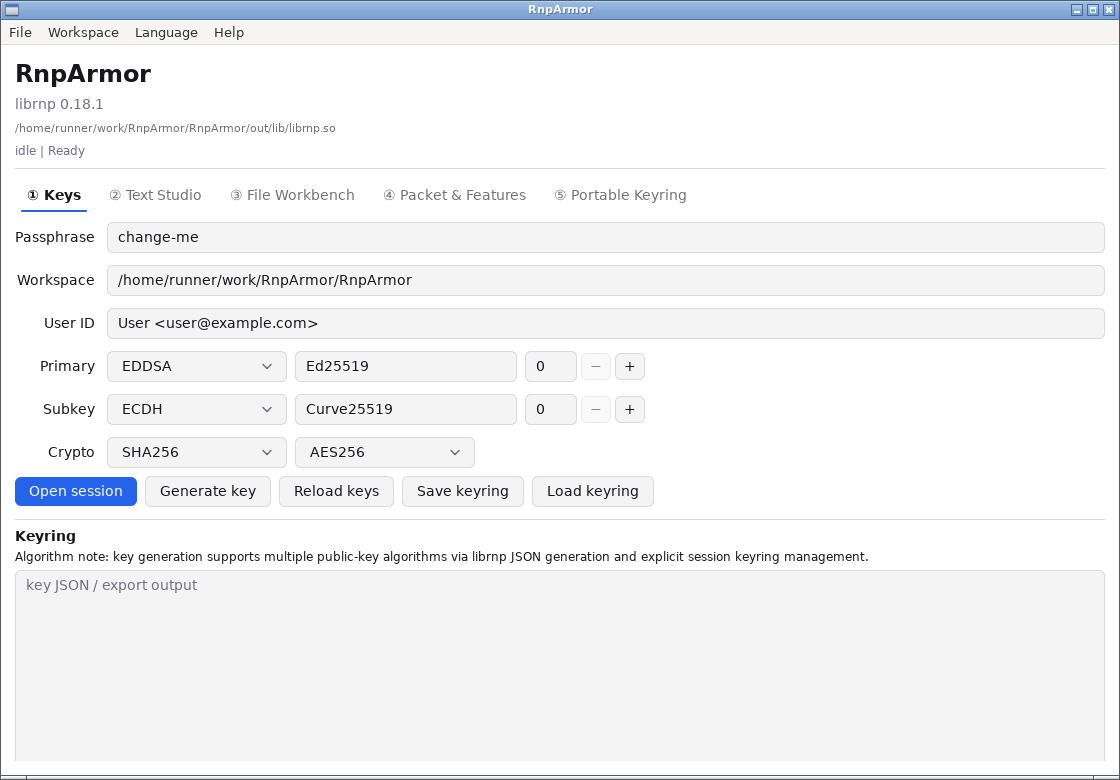 RnpArmor
File Workspace Language Help
RnpArmor
librnp 0.18.1
/home/runner/work/RnpArmor/RnpArmor/out/lib/librnp.so
idle | Ready
① Keys ② Text Studio ③ File Workbench ④ Packet & Features ⑤ Portable Keyring
Passphrase change-me
Workspace /home/runner/work/RnpArmor/RnpArmor
User ID User <user@example.com>
Primary EDDSA Ed25519 0 − +
Subkey ECDH Curve25519 0 − +
Crypto SHA256 AES256
Open session Generate key Reload keys Save keyring Load keyring
Keyring
Algorithm note: key generation supports multiple public-key algorithms via librnp JSON generation and explicit session keyring management.
key JSON / export output